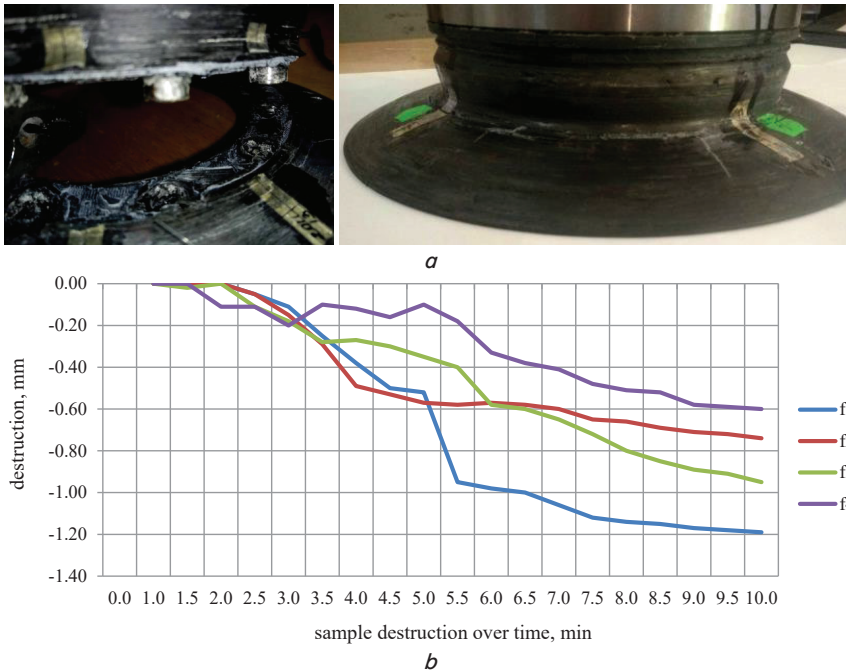 a
0.00
-0.20
-0.40
-0.60
-0.80
-1.00
-1.20
-1.40
destruction, mm
0.0 1.0 1.5 2.0 2.5 3.0 3.5 4.0 4.5 5.0 5.5 6.0 6.5 7.0 7.5 8.0 8.5 9.0 9.5 10.0
sample destruction over time, min
f
f
f
f
b